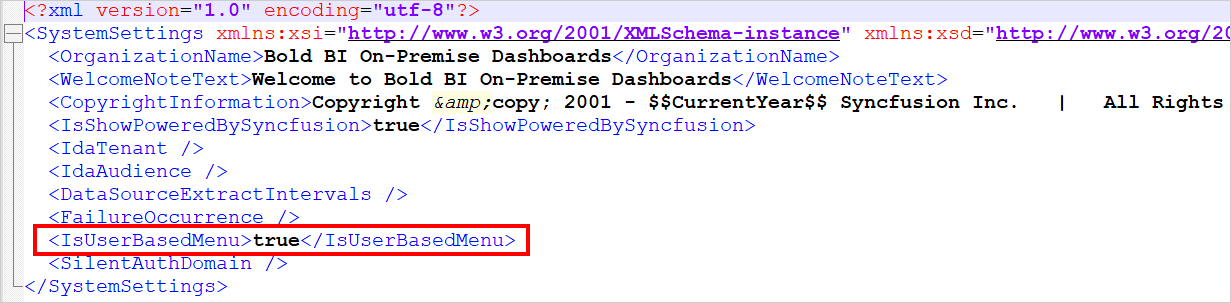 <?xml version="1.0" encoding="utf-8"?>
<SystemSettings xmlns:xsi="http://www.w3.org/2001/XMLSchema-instance" xmlns:xsd="http://www.w3.org/20
<OrganizationName>Bold BI On-Premise Dashboards</OrganizationName>
<WelcomeNoteText>Welcome to Bold BI On-Premise Dashboards</WelcomeNoteText>
<CopyrightInformation>Copyright &amp;copy; 2001 - $$CurrentYear$$ Syncfusion Inc.   |   All Rights
<IsShowPoweredBySyncfusion>true</IsShowPoweredBySyncfusion>
<IdaTenant />
<IdaAudience />
<DataSourceExtractIntervals />
<FailureOccurrence />
<IsUserBasedMenu>true</IsUserBasedMenu>
<SilentAuthDomain />
</SystemSettings>